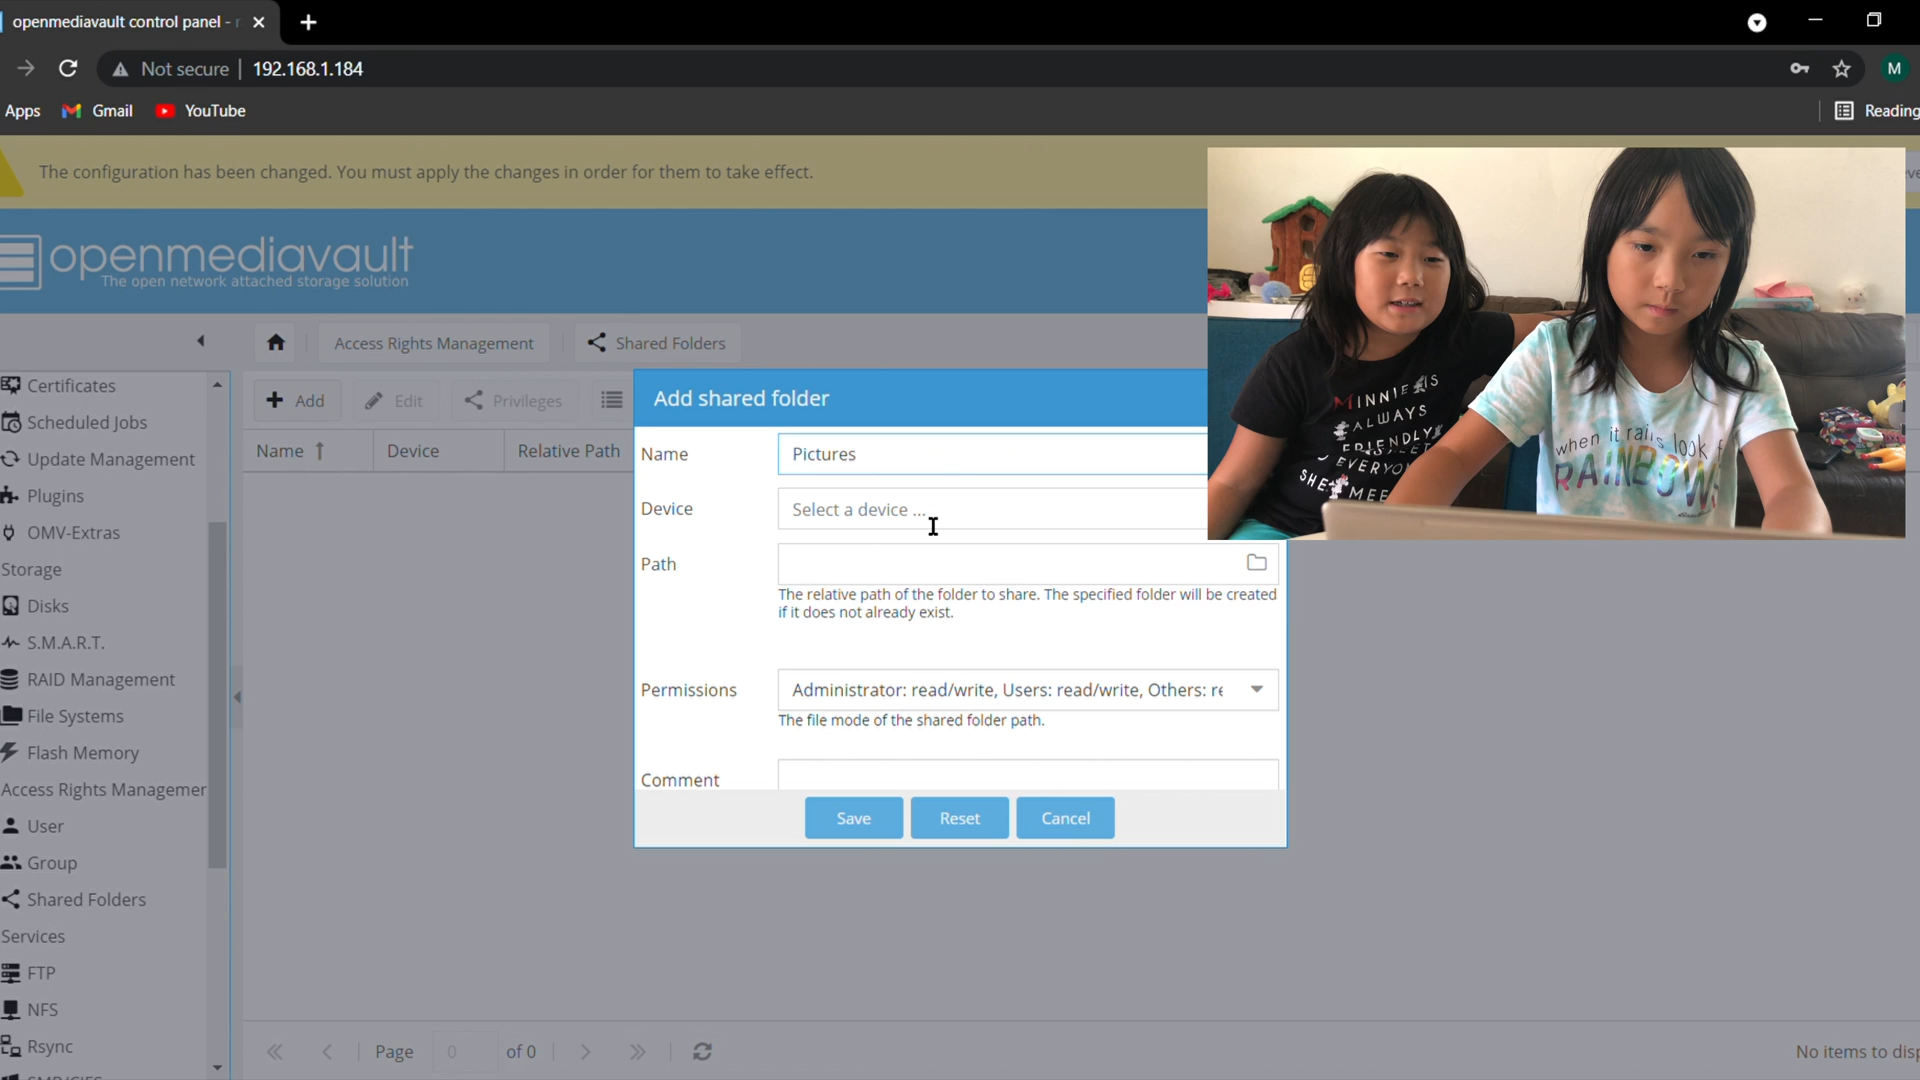 openmediavault control panel -
Not secure
192.168.1.184
M
Apps
Gmail
YouTube
Reading
The configuration has been changed. You must apply the changes in order for them to take effect.
openmediavault
The open network attached storage solution
Access Rights Management
Shared Folders
Certificates
Scheduled Jobs
Update Management
Plugins
OMV-Extras
Storage
Disks
S.M.A.R.T.
RAID Management
File Systems
Flash Memory
Access Rights Managemer
User
Group
Shared Folders
Services
FTP
NFS
Rsync
Add
Edit
Privileges
Name
Device
Relative Path
Add shared folder
Name
Pictures
Device
Select a device ...
Path
The relative path of the folder to share. The specified folder will be created
if it does not already exist.
Permissions
Administrator: read/write, Users: read/write, Others: re
The file mode of the shared folder path.
Comment
Save
Reset
Cancel
MINNIE IS
ALWAYS
FRIENDLY
EVERYO
SHE MEE
when it rains look f
RAINBOWS
Page
0
of 0
No items to disp